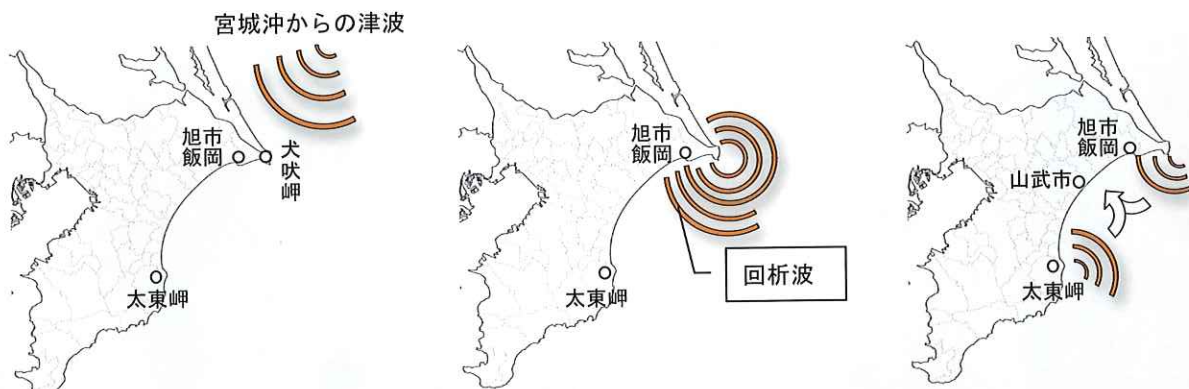 宮城沖からの津波
旭市
飯岡
犬吠岬
太東岬
旭市
飯岡
太東岬
回析波
旭市
飯岡
山武市
太東岬